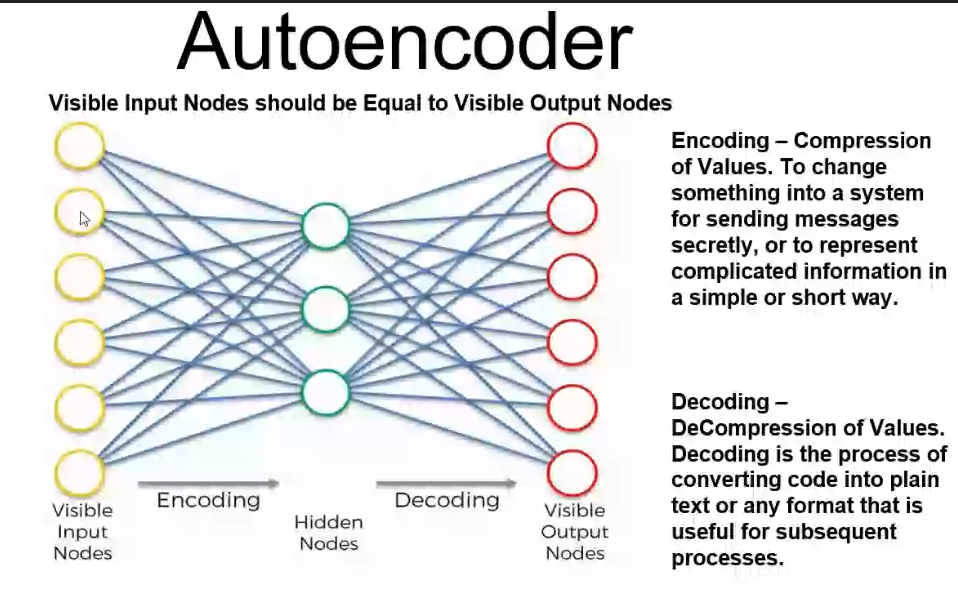 Autoencoder
Visible Input Nodes should be Equal to Visible Output Nodes
Encoding – Compression
of Values. To change
something into a system
for sending messages
secretly, or to represent
complicated information in
a simple or short way.
Decoding –
DeCompression of Values.
Decoding is the process of
converting code into plain
text or any format that is
useful for subsequent
processes.
Encoding
Decoding
Visible
Input
Nodes
Hidden
Nodes
Visible
Output
Nodes